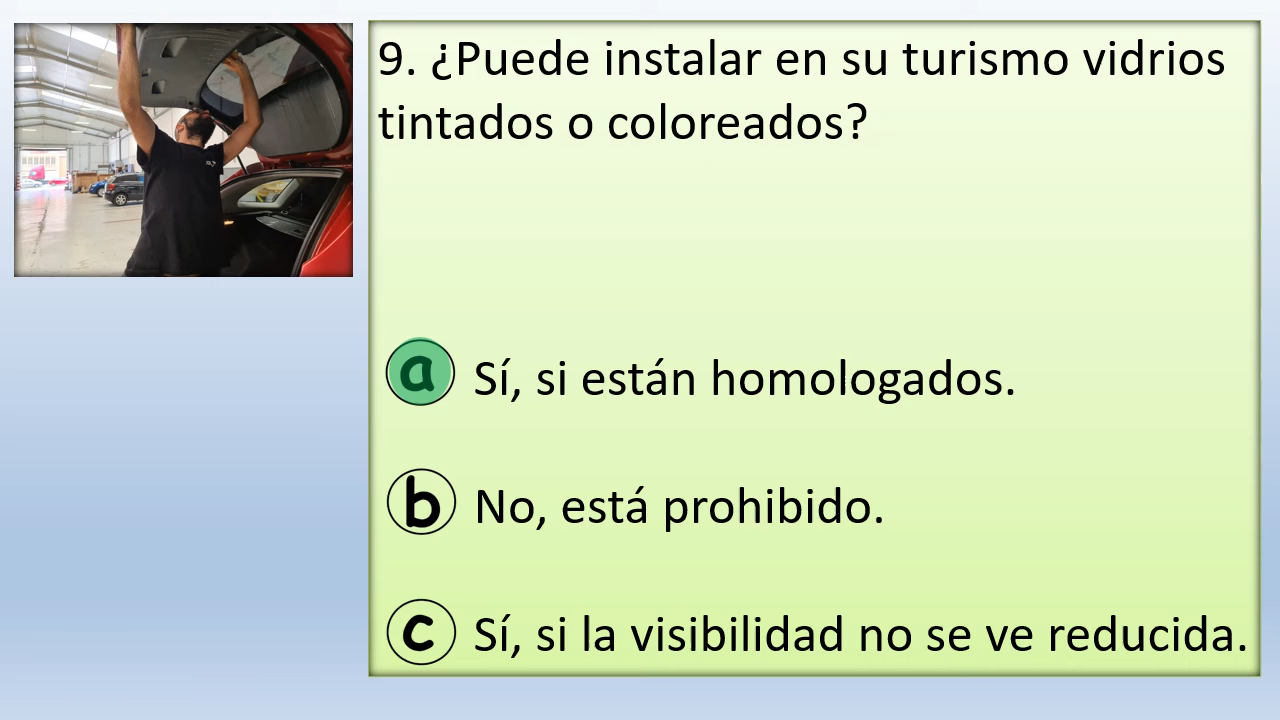 9. ¿Puede instalar en su turismo vidrios
tintados o coloreados?
a Sí, si están homologados.
b No, está prohibido.
c Sí, si la visibilidad no se ve reducida.